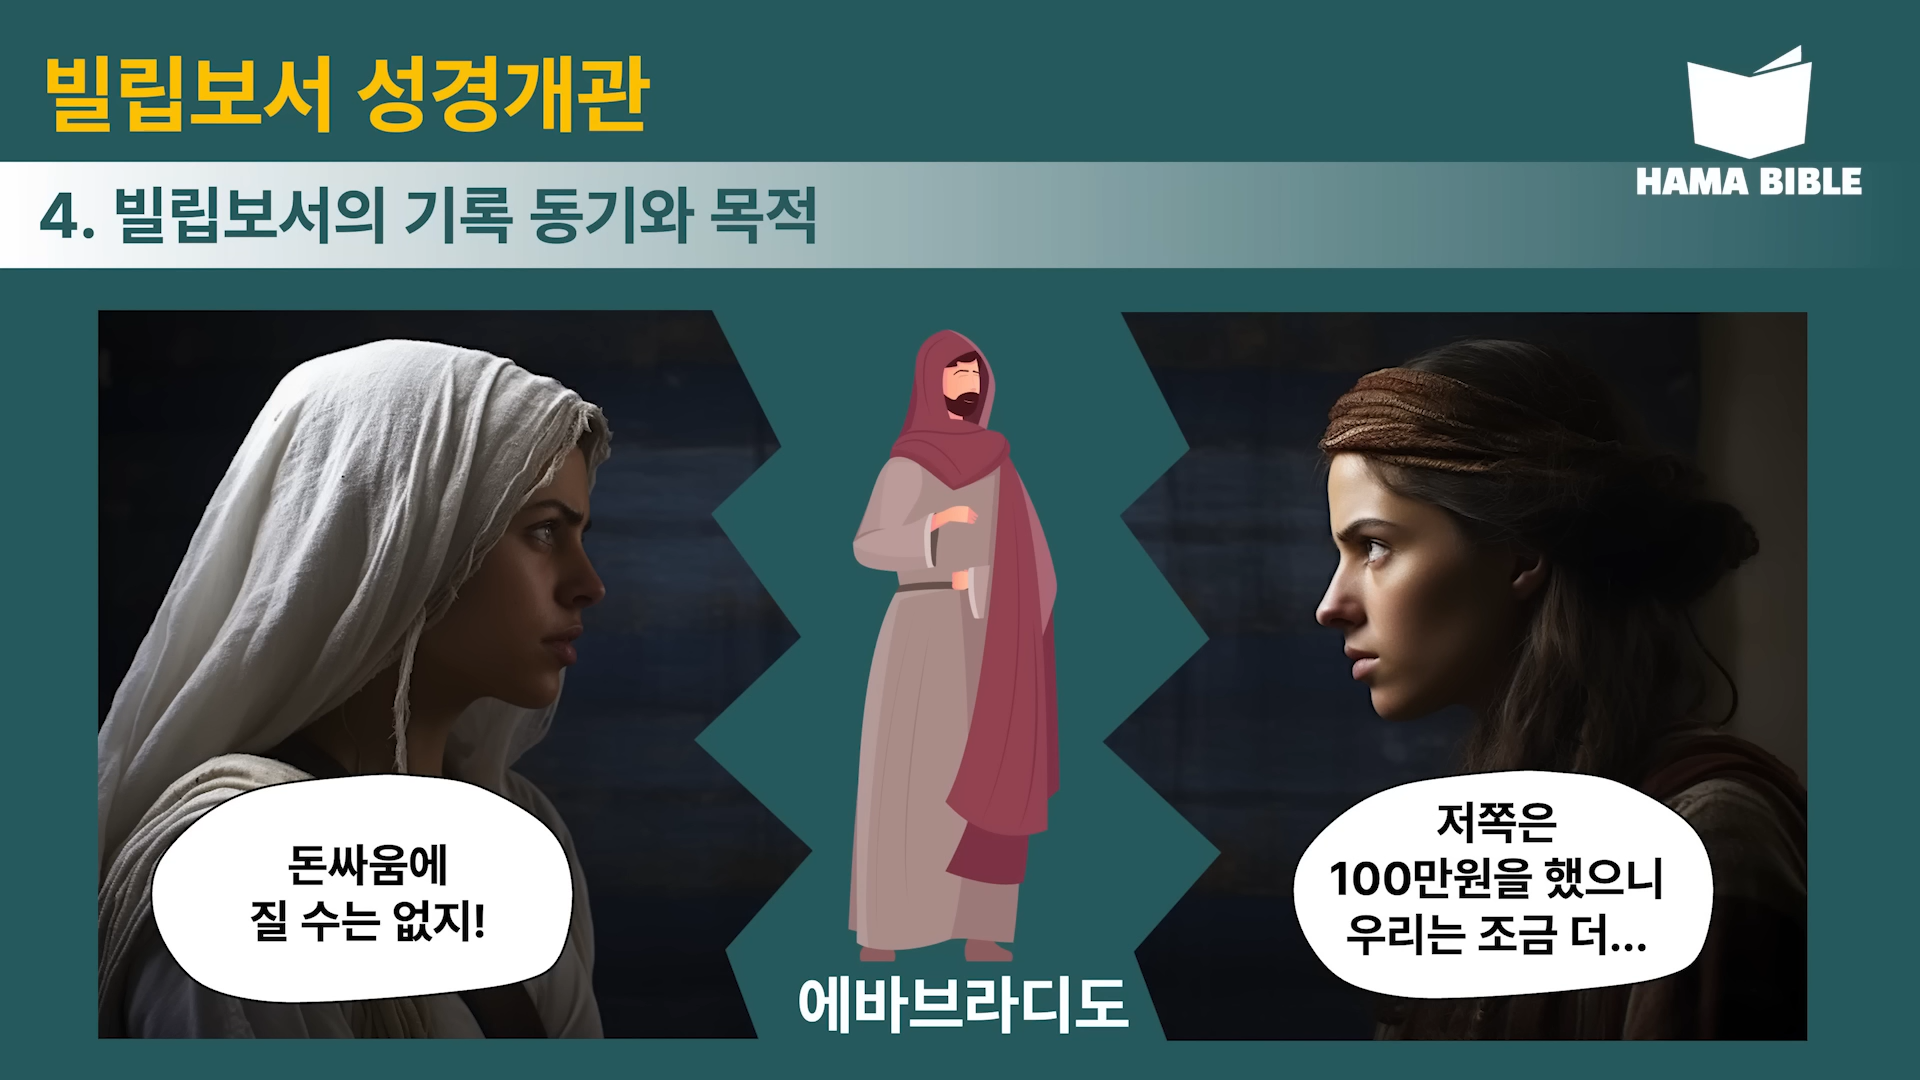 빌립보서 성경개관
HAMA BIBLE
4. 빌립보서의 기록 동기와 목적
돈싸움에
질 수는 없지!
에바브라디도
저쪽은
100만원을 했으니
우리는 조금 더...